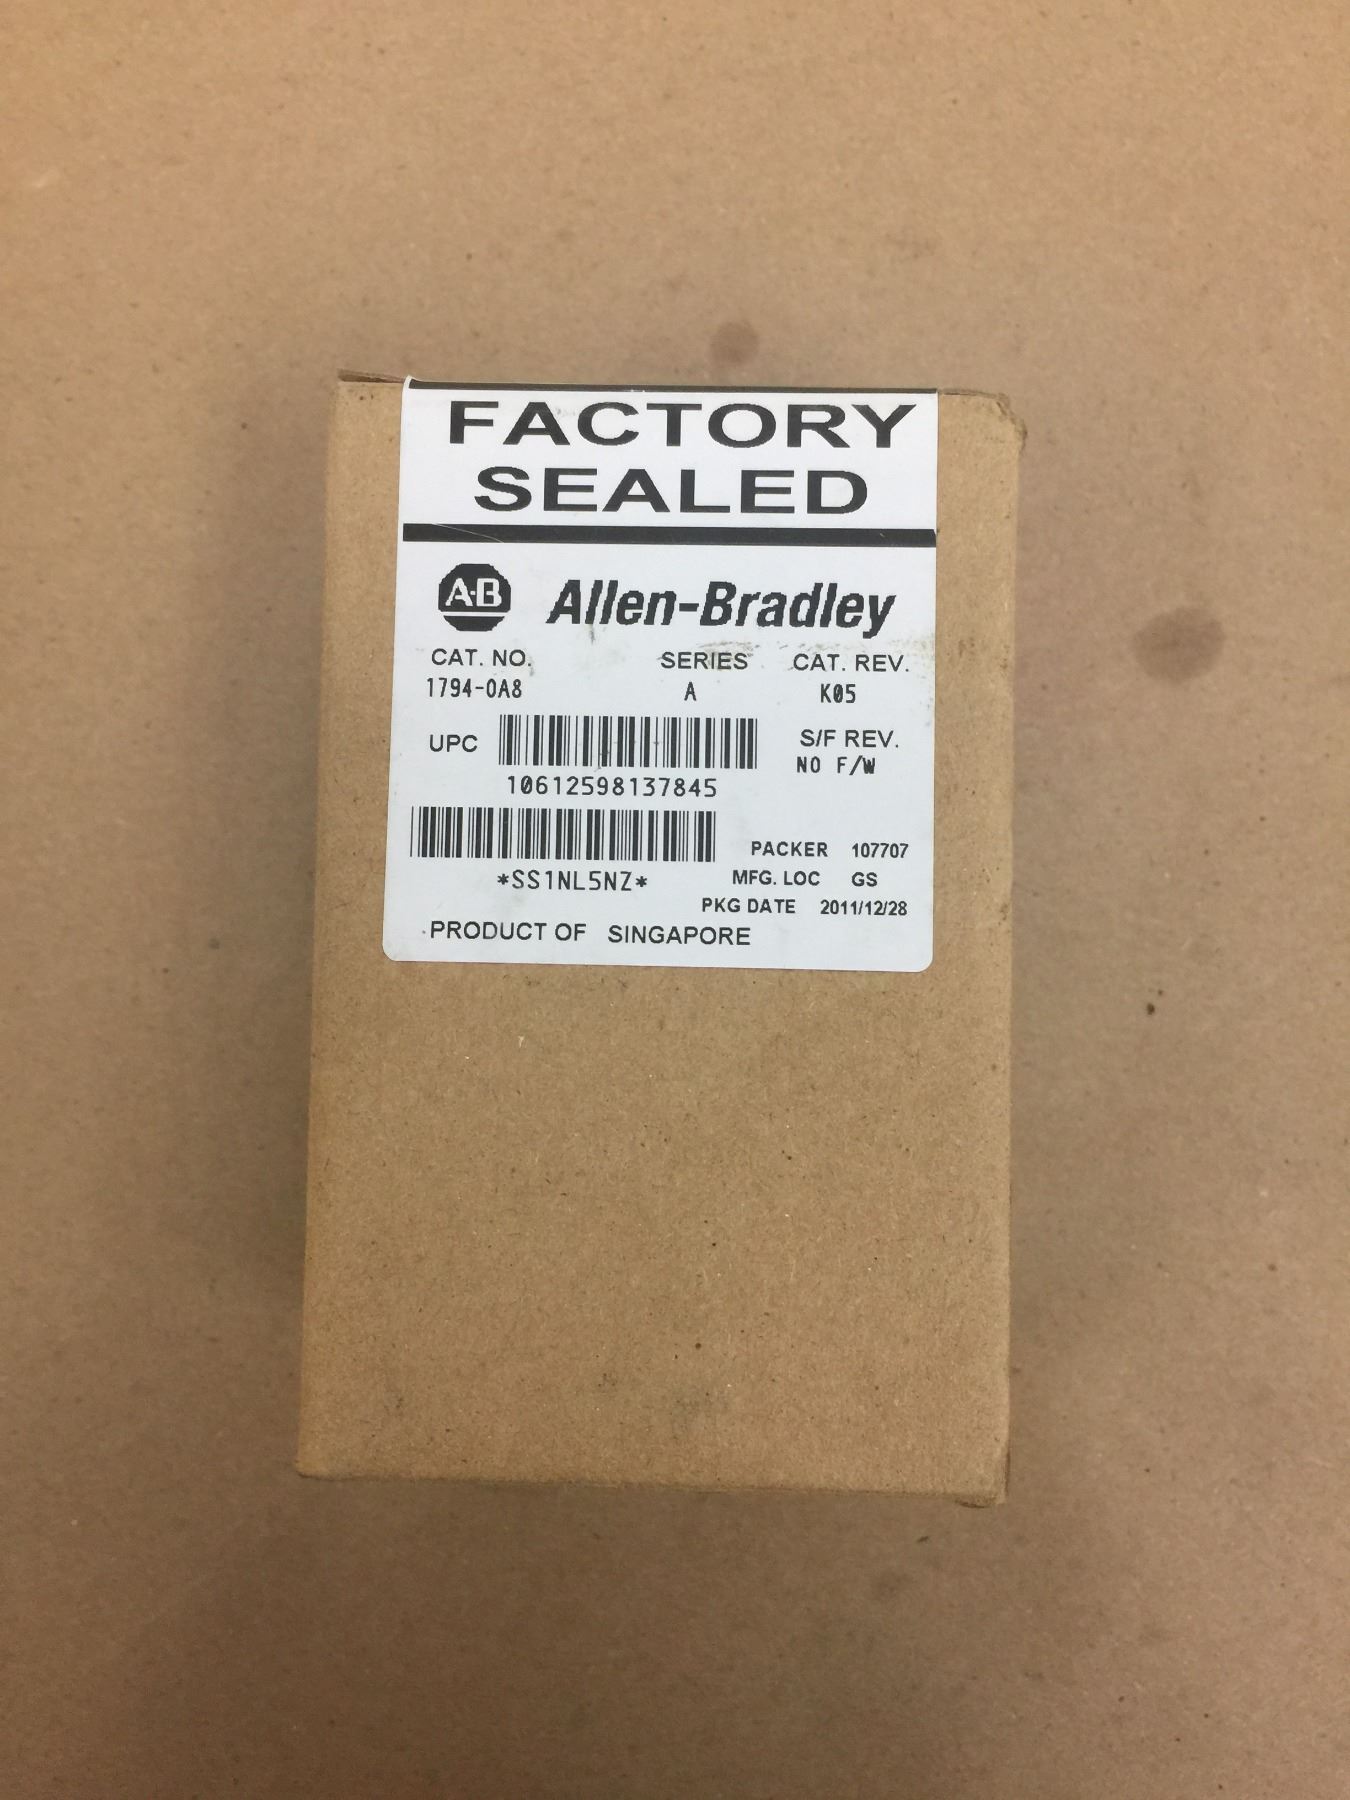 FACTORY
SEALED
A-B Allen-Bradley
CAT. NO. SERIES CAT. REV.
1794-OA8 A K05
UPC S/F REV.
NO F/W
10612598137845
PACKER 107707
*SS1NL5NZ* MFG. LOC GS
PKG DATE 2011/12/28
PRODUCT OF SINGAPORE